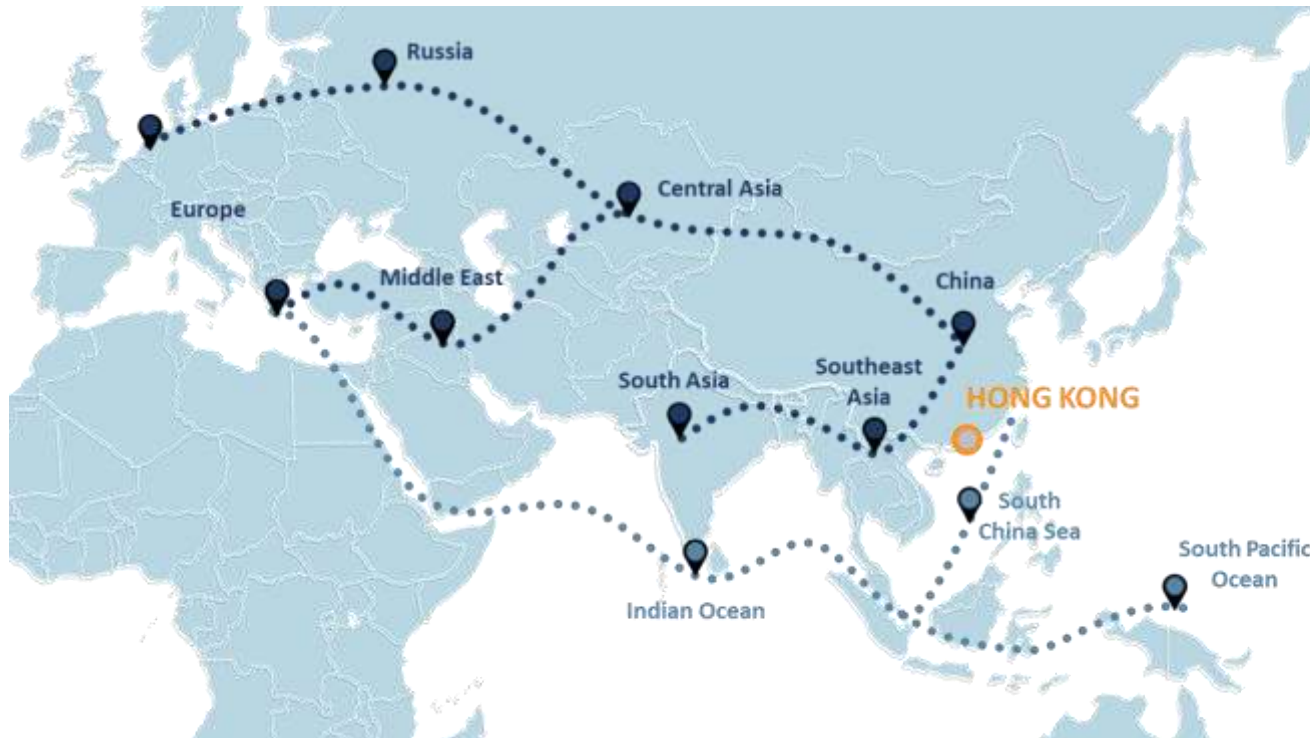 Russia
Central Asia
Europe
Middle East
China
Southeast
Asia
South Asia
HONG KONG
South
China Sea
South Pacific
Ocean
Indian Ocean